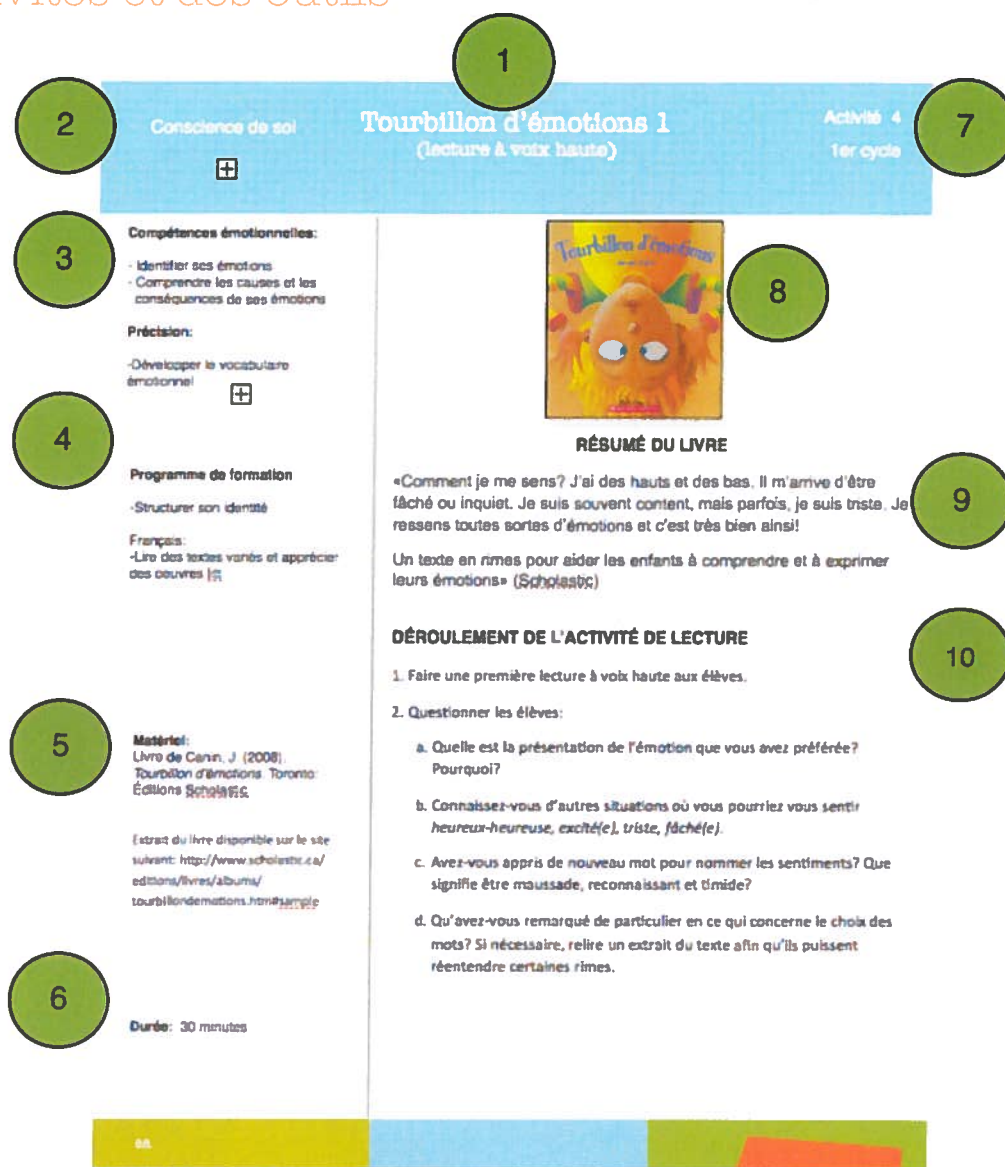 ivités et des outils
1
2
Conscience de soi
Tourbillon d'émotions 1
(lecture à voix haute)
Activité 4
1er cycle
7
3
Compétences émotionnelles:
- Identifier ses émotions
- Comprendre les causes et les
conséquences de ses émotions
Précision:
-Développer le vocabulaire
émotionnel
4
Programme de formation
-Structurer son identité
Français:
-Lire des textes variés et apprécier
des oeuvres litt
5
Matériel:
Livre de Canin, J. (2008).
Tourbillon d'émotions. Toronto:
Éditions Scholastic.
Extrait du livre disponible sur le site
suivant: http://www.scholastic.ca/
editions/livres/albums/
tourbillondemotions.htm#sample
6
Durée: 30 minutes
Tourbillon d'émotions
8
RÉSUMÉ DU LIVRE
«Comment je me sens? J'ai des hauts et des bas. Il m'arrive d'être
fâché ou inquiet. Je suis souvent content, mais parfois, je suis triste. Je
ressens toutes sortes d'émotions et c'est très bien ainsi!
Un texte en rimes pour aider les enfants à comprendre et à exprimer
leurs émotions» (Scholastic)
9
DÉROULEMENT DE L'ACTIVITÉ DE LECTURE
10
1. Faire une première lecture à voix haute aux élèves.
2. Questionner les élèves:
a. Quelle est la présentation de l'émotion que vous avez préférée?
Pourquoi?
b. Connaissez-vous d'autres situations où vous pourriez vous sentir
heureux-heureuse, excité(e), triste, fâché(e).
c. Avez-vous appris de nouveau mot pour nommer les sentiments? Que
signifie être maussade, reconnaissant et timide?
d. Qu'avez-vous remarqué de particulier en ce qui concerne le choix des
mots? Si nécessaire, relire un extrait du texte afin qu'ils puissent
réentendre certaines rimes.